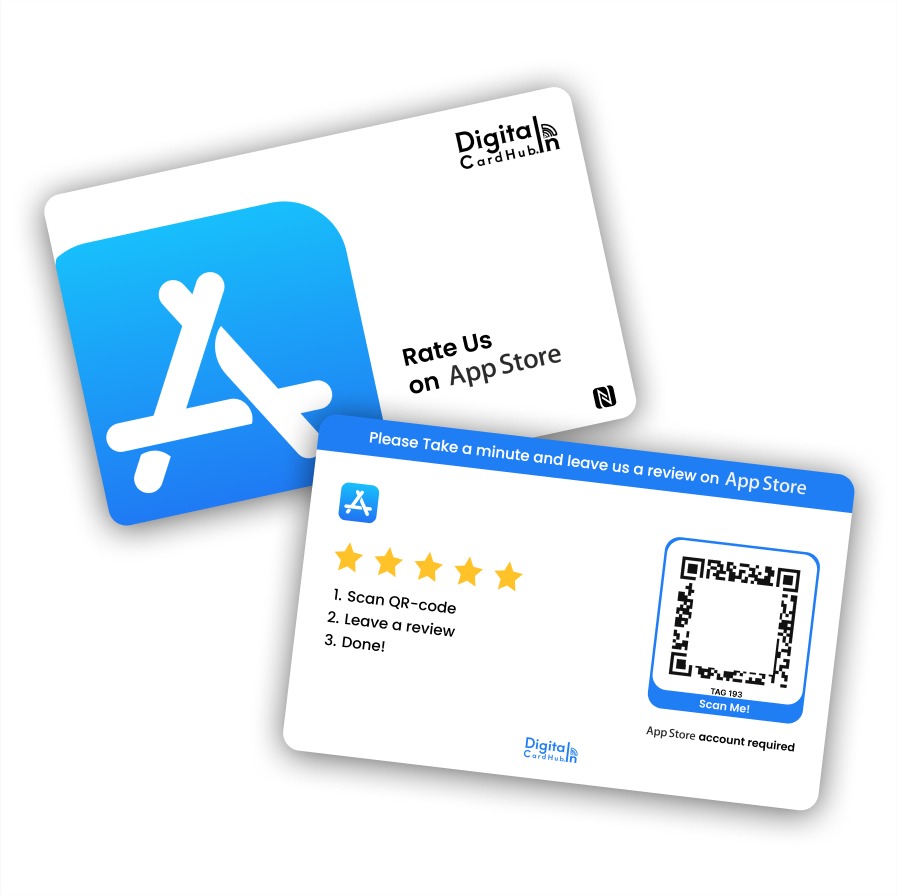 Digital In
CardHub.
Rate Us
on App Store
Please Take a minute and leave us a review on App Store
1. Scan QR-code
2. Leave a review
3. Done!
TAG 193
Scan Me!
App Store account required
Digital In
CardHub.